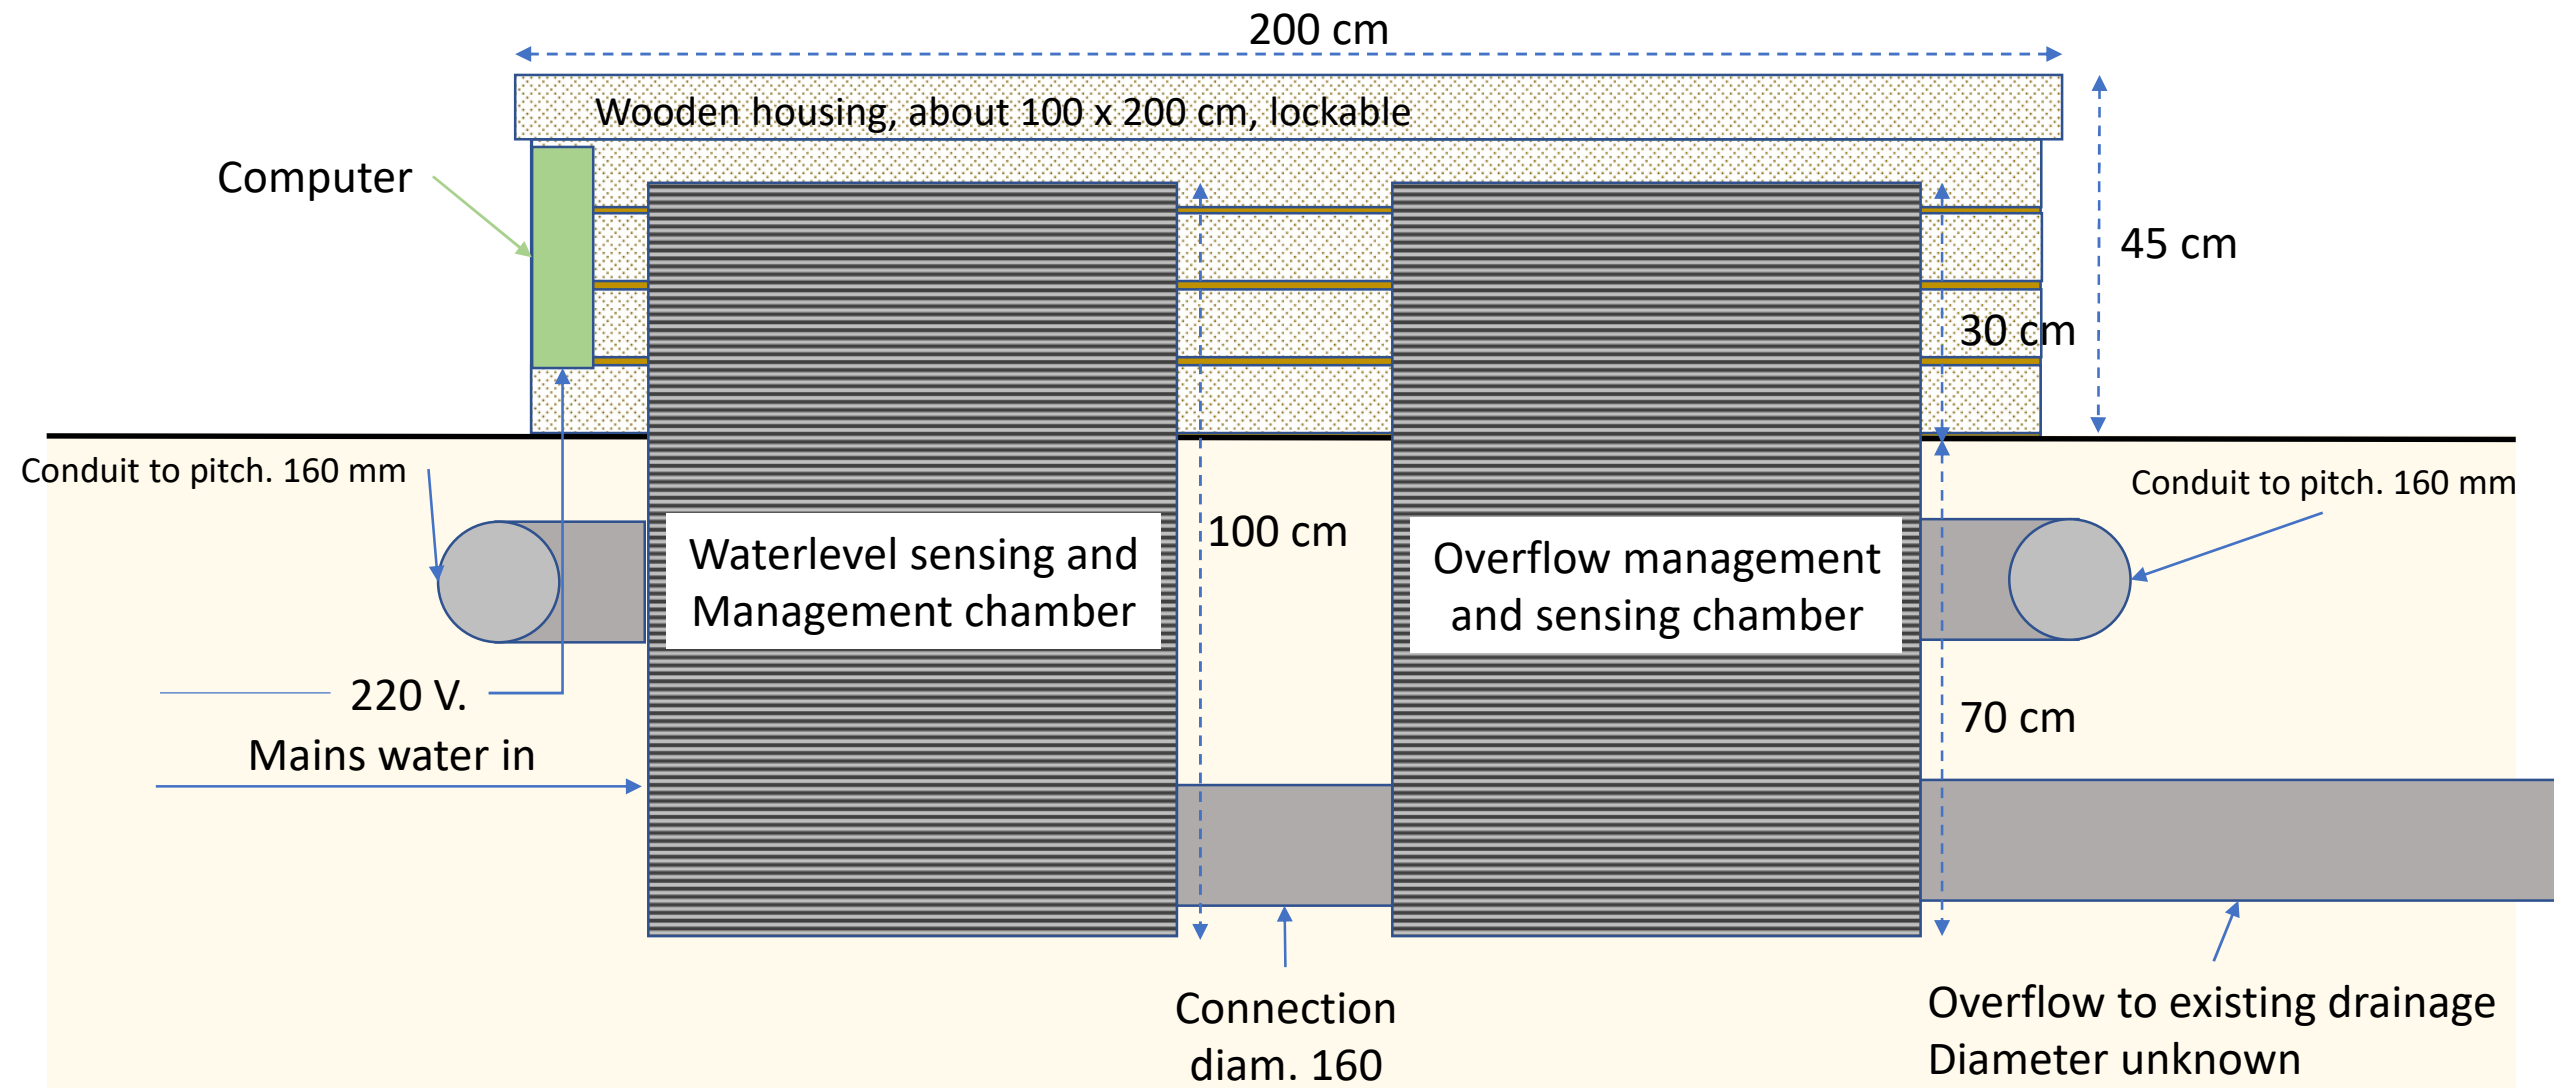 200 cm
Wooden housing, about 100 x 200 cm, lockable
Computer
45 cm
30 cm
Conduit to pitch. 160 mm
Conduit to pitch. 160 mm
100 cm
Waterlevel sensing and
Management chamber
Overflow management
and sensing chamber
220 V.
70 cm
Mains water in
Connection
diam. 160
Overflow to existing drainage
Diameter unknown